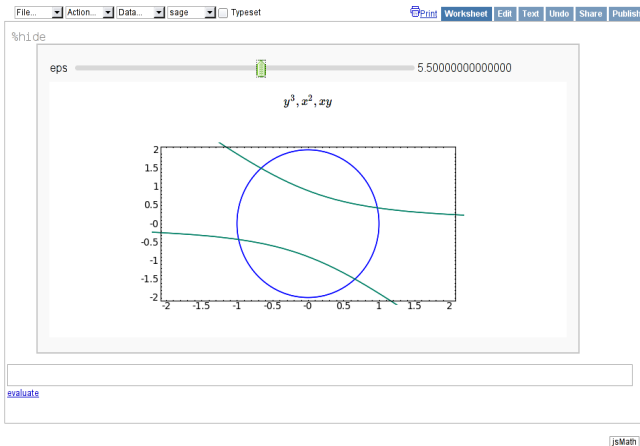 File... Action... Data... sage Typeset Print Worksheet Edit Text Undo Share Publish
%hide
eps 5.50000000000000
y³, x², xy
2
1.5
1
0.5
-0
-0.5
-1
-1.5
-2
-2 -1.5 -1 -0.5 -0 0.5 1 1.5 2
evaluate
jsMath